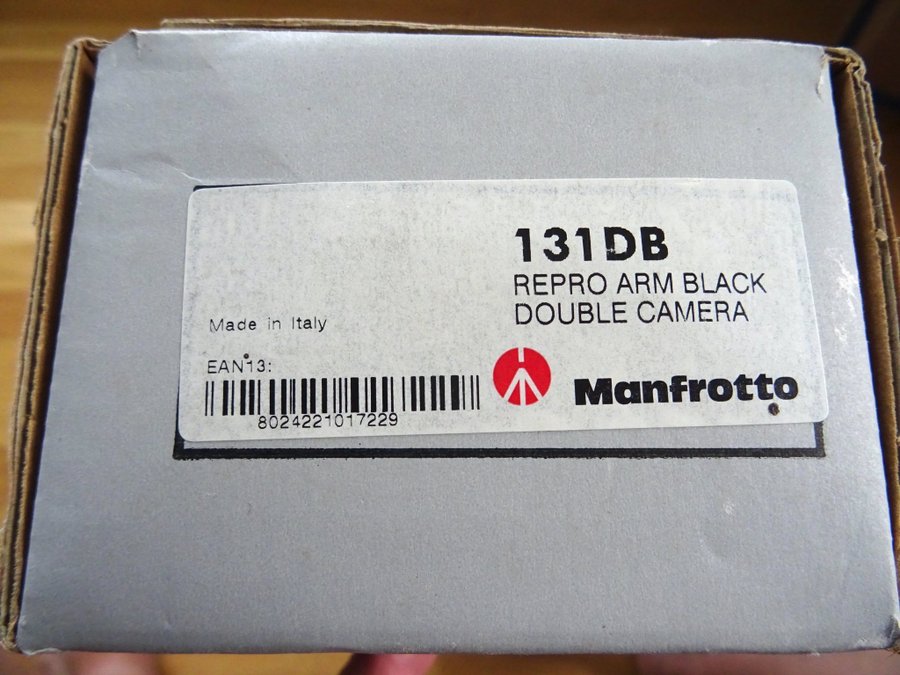 131DB
REPRO ARM BLACK
DOUBLE CAMERA
Made in Italy
EAN13:
8024221017229
Manfrotto